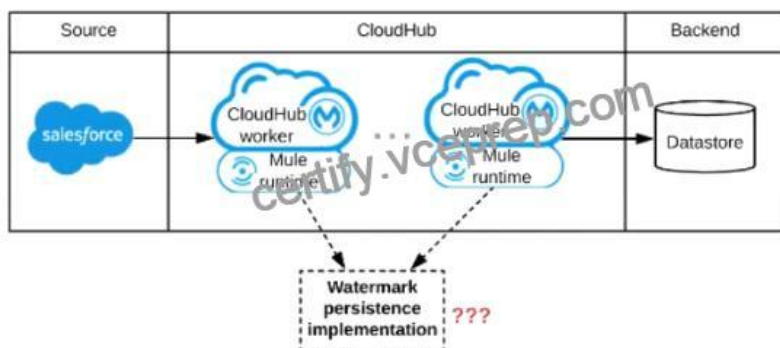 Source
CloudHub
Backend
salesforce
CloudHub
worker
Mule
runtime
...
CloudHub
worker
Mule
runtime
Datastore
certify.vceprep.com
Watermark
persistence
implementation
???